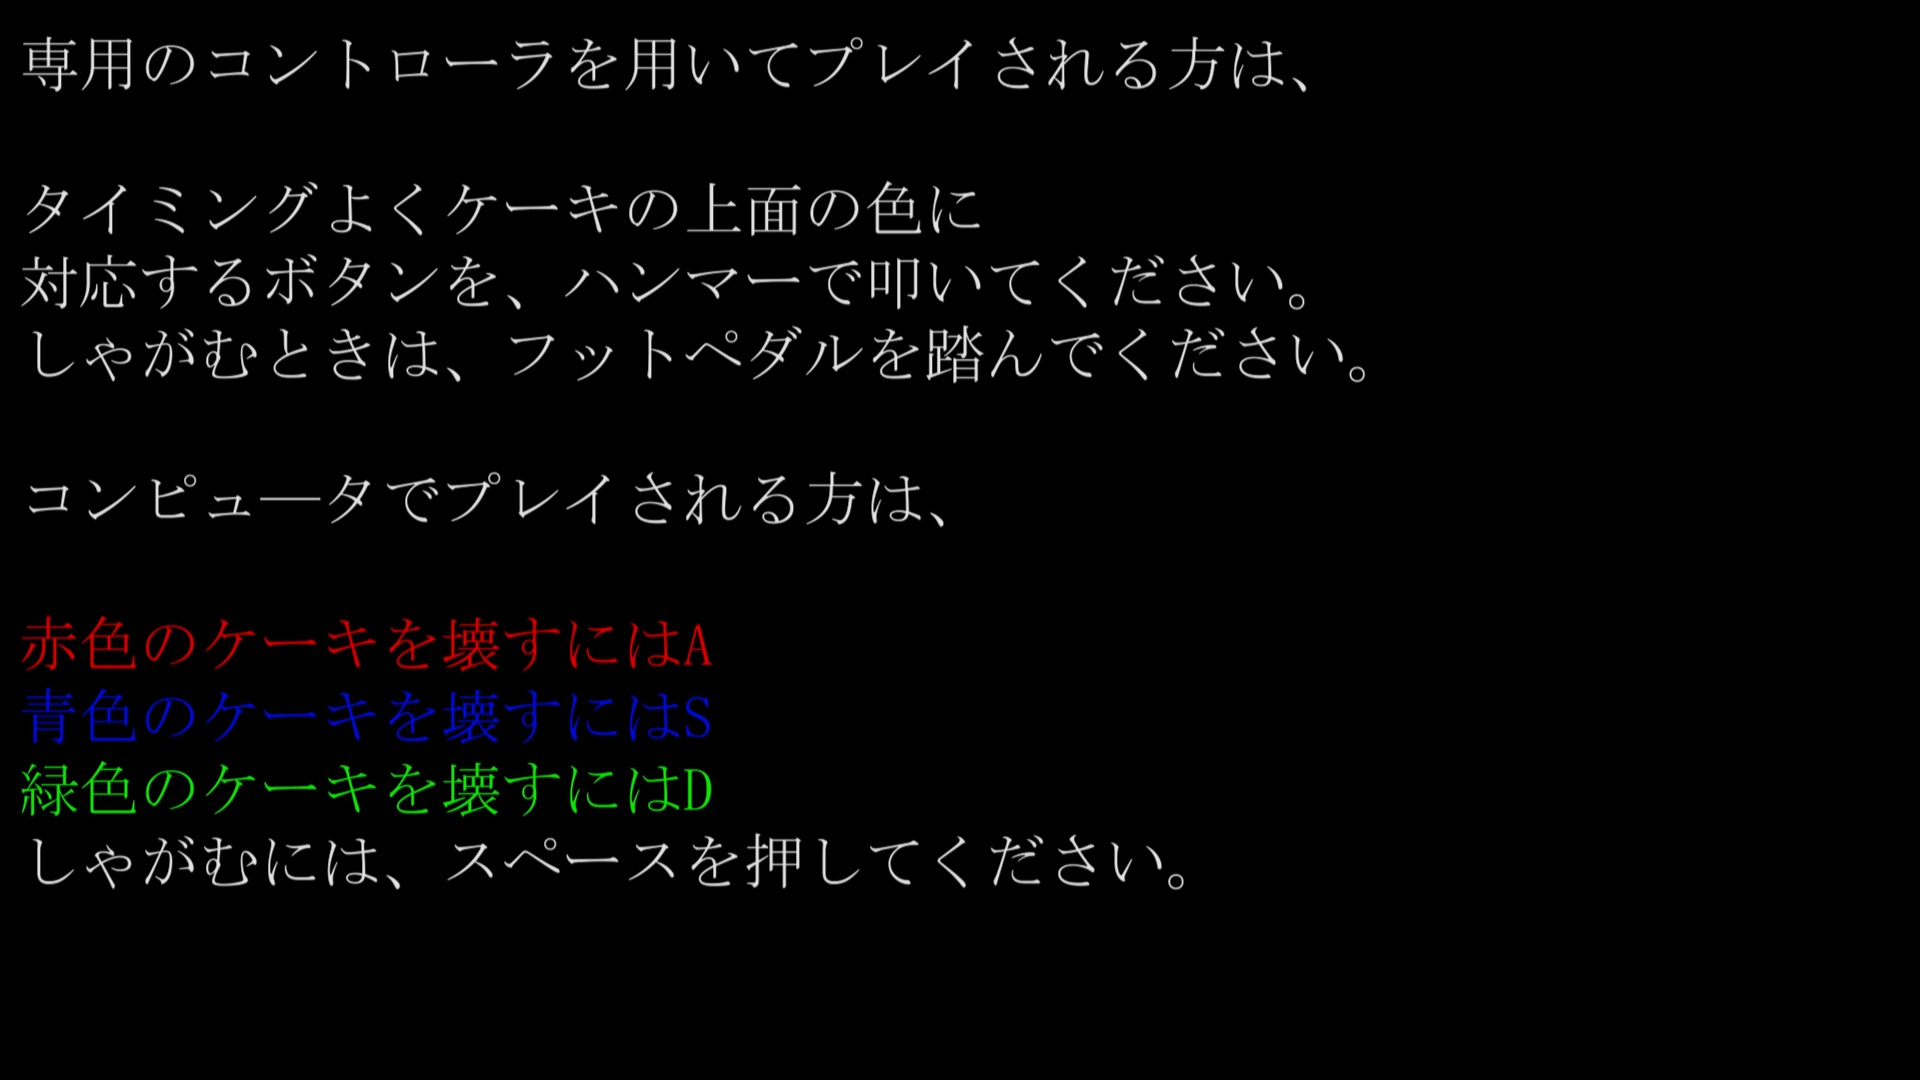 専用のコントローラを用いてプレイされる方は、
タイミングよくケーキの上面の色に
対応するボタンを、ハンマーで叩いてください。
しゃがむときは、フットペダルを踏んでください。
コンピュ―タでプレイされる方は、
赤色のケーキを壊すにはA
青色のケーキを壊すにはS
緑色のケーキを壊すにはD
しゃがむには、スペースを押してください。